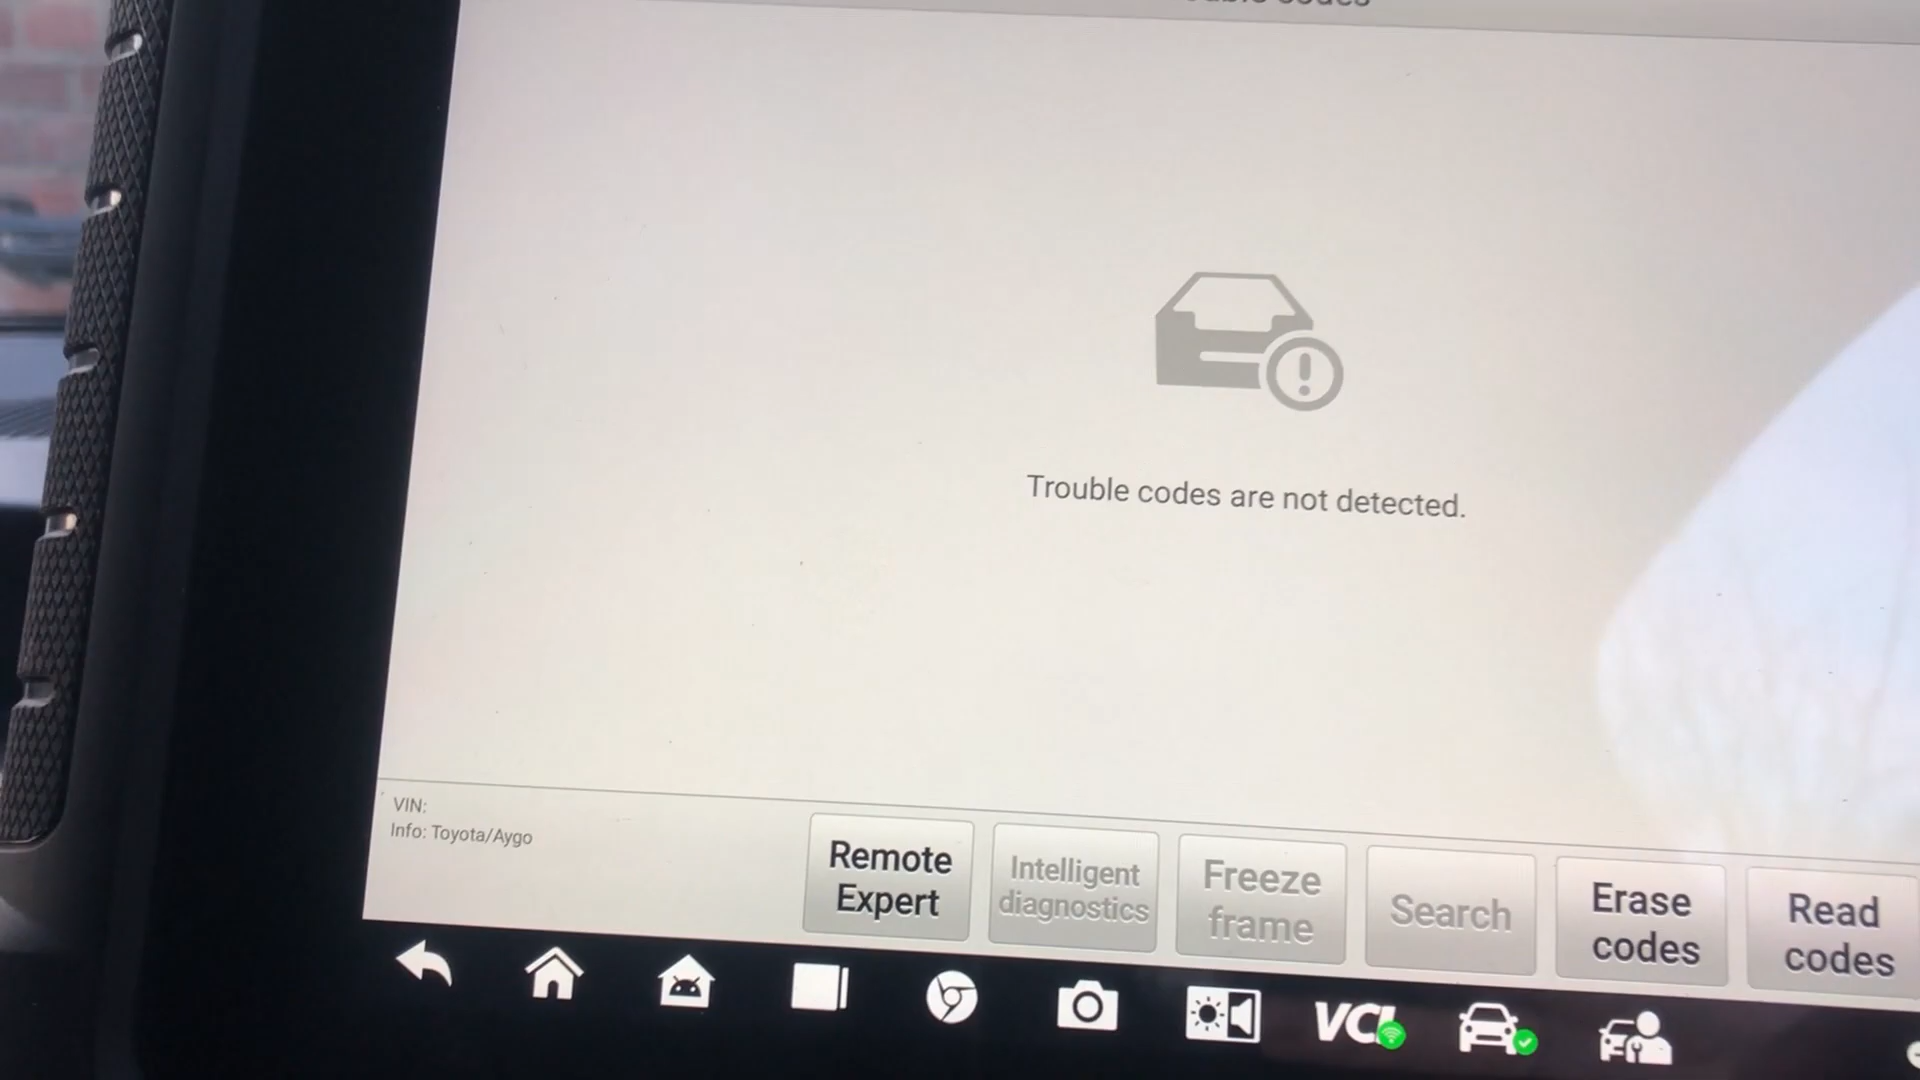 Trouble codes are not detected.
VIN:
Info: Toyota/Aygo
Remote
Expert
Intelligent
diagnostics
Freeze
frame
Search
Erase
codes
Read
codes
VCI